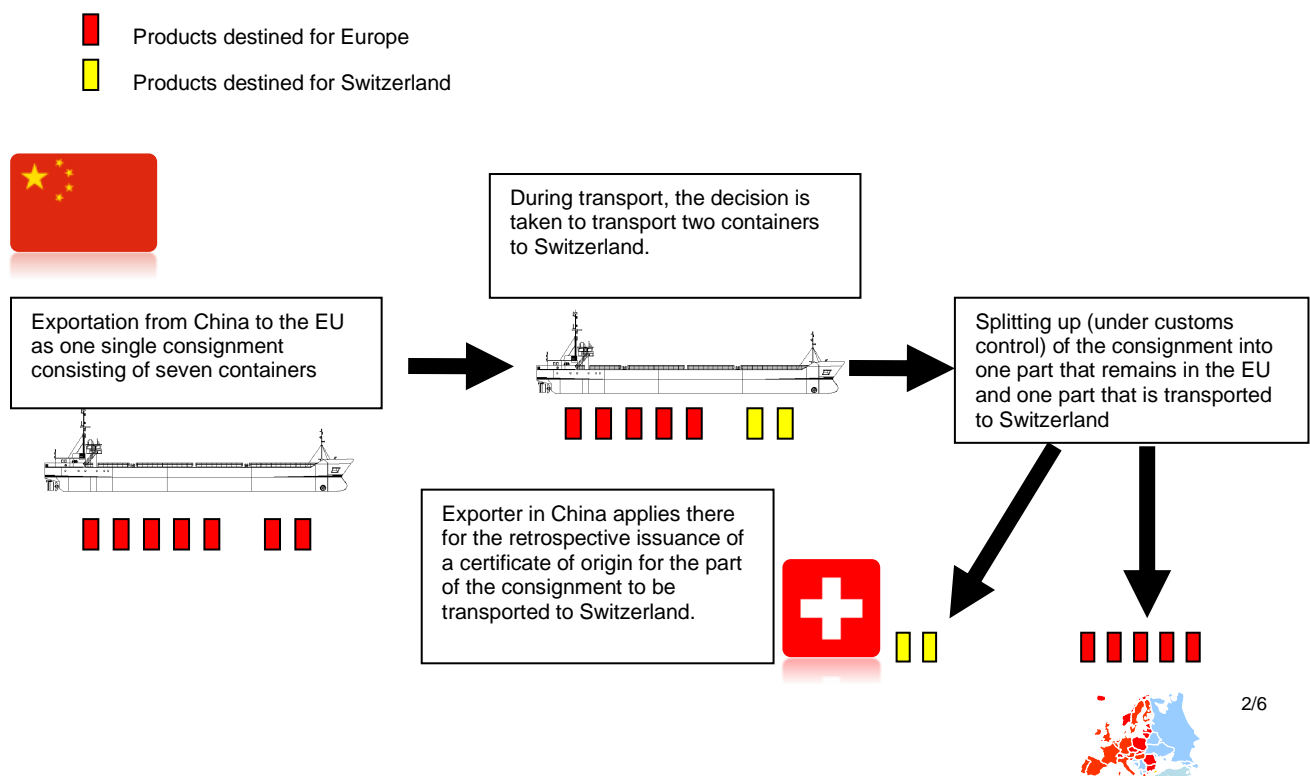 Products destined for Europe
Products destined for Switzerland
During transport, the decision is
taken to transport two containers
to Switzerland.
Exportation from China to the EU
as one single consignment
consisting of seven containers
Splitting up (under customs
control) of the consignment into
one part that remains in the EU
and one part that is transported
to Switzerland
Exporter in China applies there
for the retrospective issuance of
a certificate of origin for the part
of the consignment to be
transported to Switzerland.
2/6